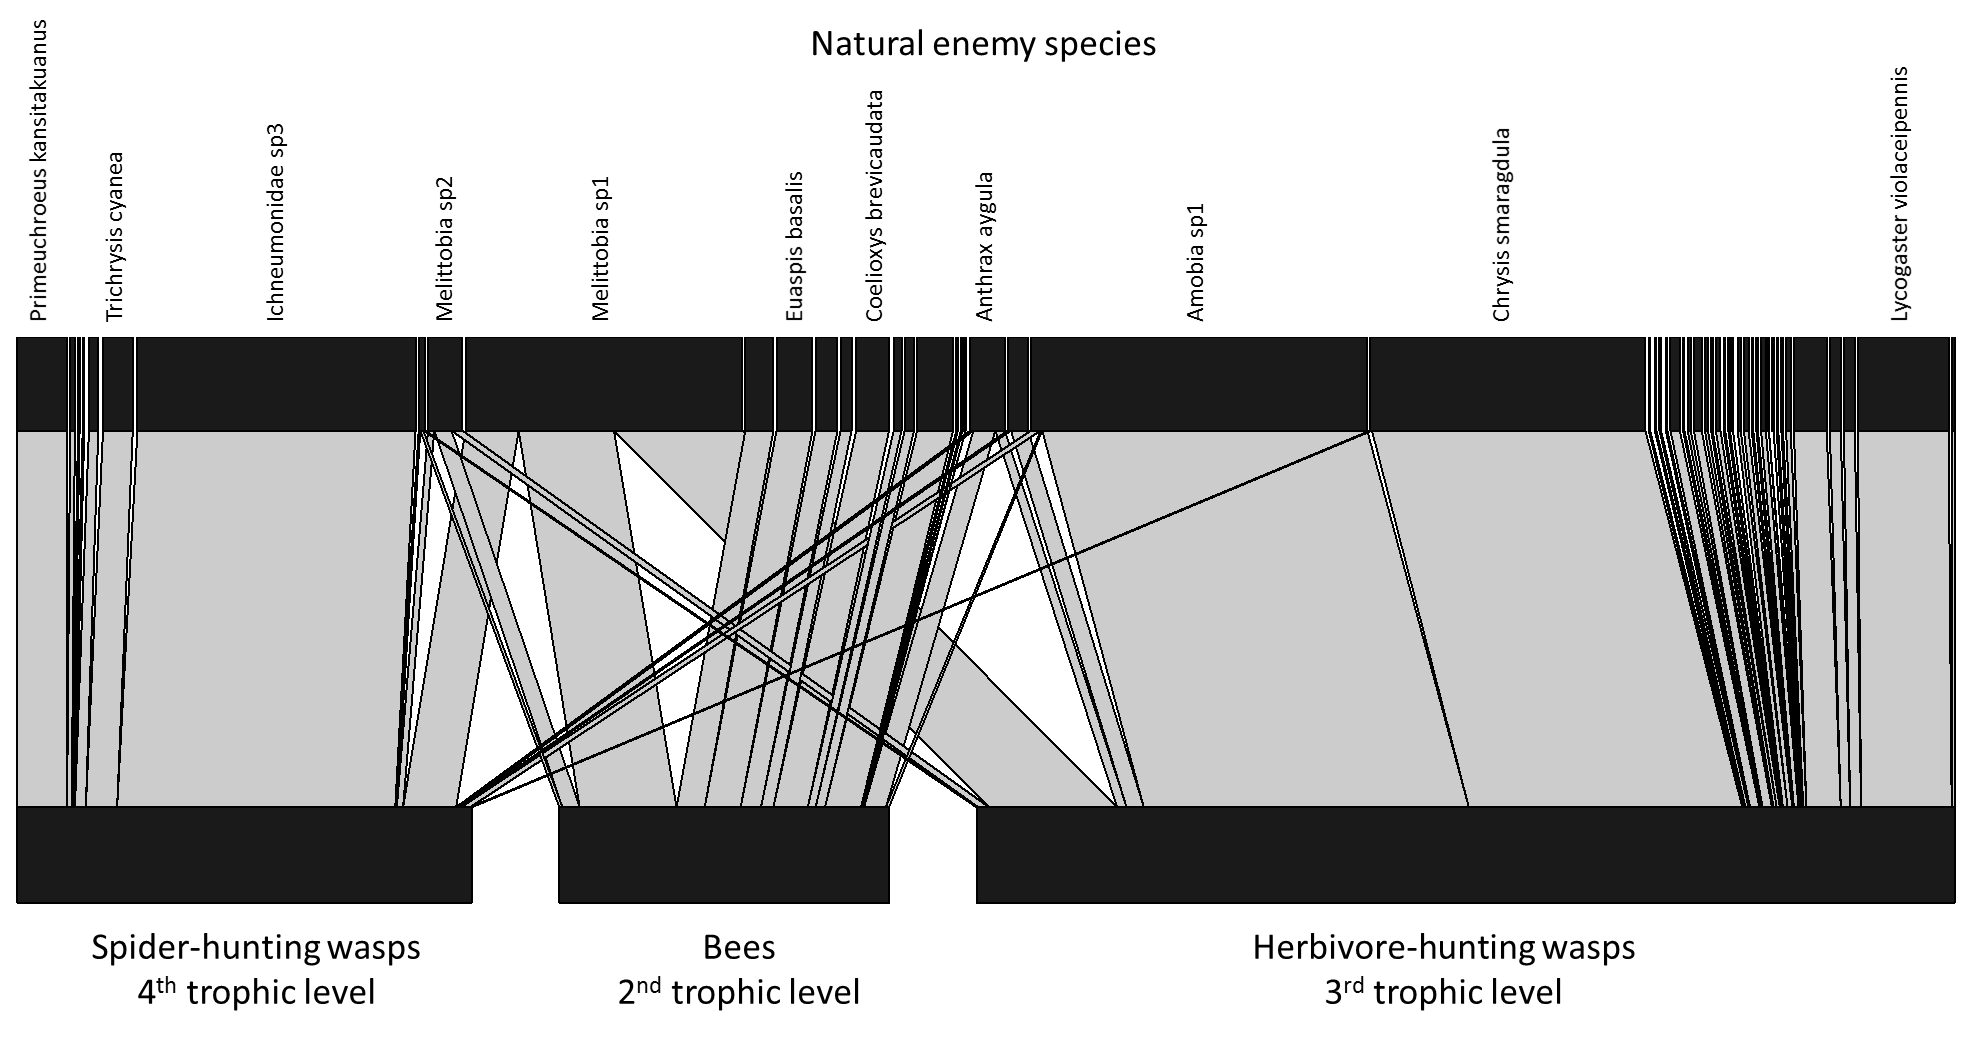 Natural enemy species
Primeuchroeus kansitakuanus
Trichrysis cyanea
Ichneumonidae sp3
Melittobia sp2
Melittobia sp1
Euaspis basalis
Coelioxys brevicaudata
Anthrax aygula
Amobia sp1
Chrysis smaragdula
Lycogaster violaceipennis
Spider-hunting wasps
4th trophic level
Bees
2nd trophic level
Herbivore-hunting wasps
3rd trophic level